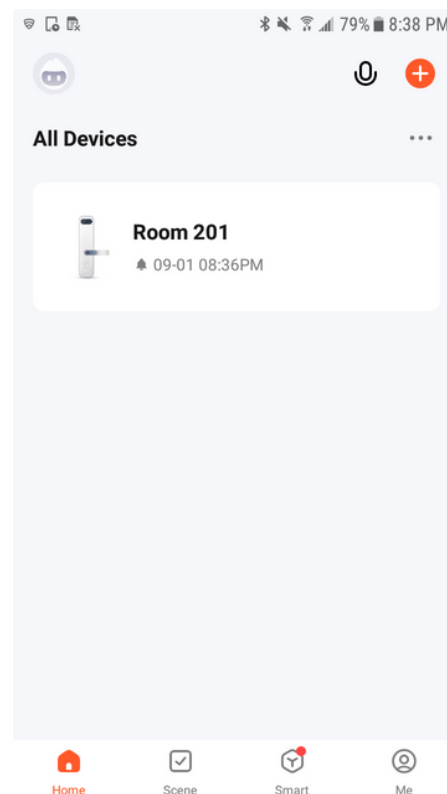 79% 8:38 PM
All Devices
Room 201
09-01 08:36PM
Home Scene Smart Me